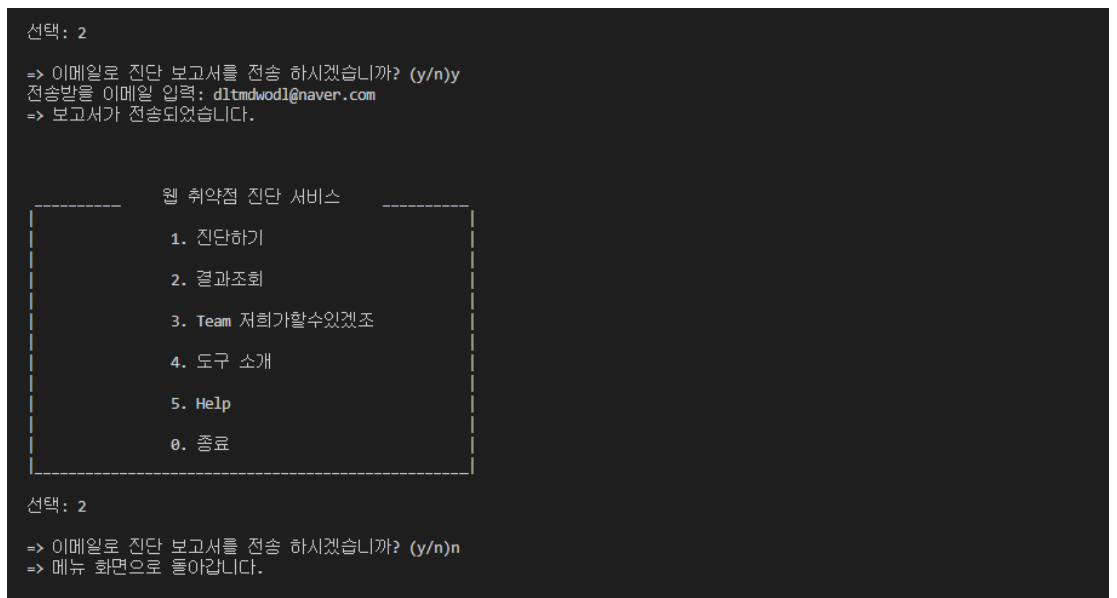 선택: 2
=> 이메일로 진단 보고서를 전송 하시겠습니까? (y/n)y
전송받을 이메일 입력: dltmdwodl@naver.com
=> 보고서가 전송되었습니다.
__________ 웹 취약점 진단 서비스 __________
1. 진단하기
2. 결과조회
3. Team 저희가할수있겠조
4. 도구 소개
5. Help
0. 종료
선택: 2
=> 이메일로 진단 보고서를 전송 하시겠습니까? (y/n)n
=> 메뉴 화면으로 돌아갑니다.